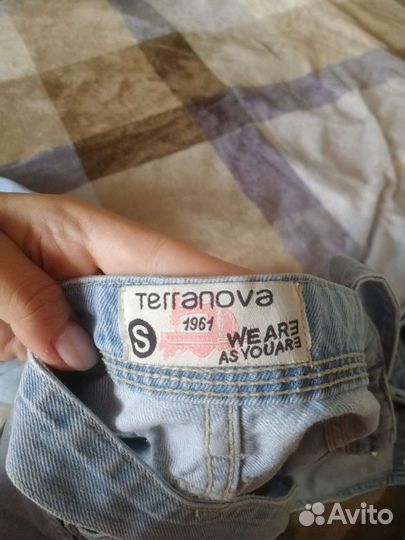 Terranova
1961
S
WE ARE
AS YOU ARE
Avito